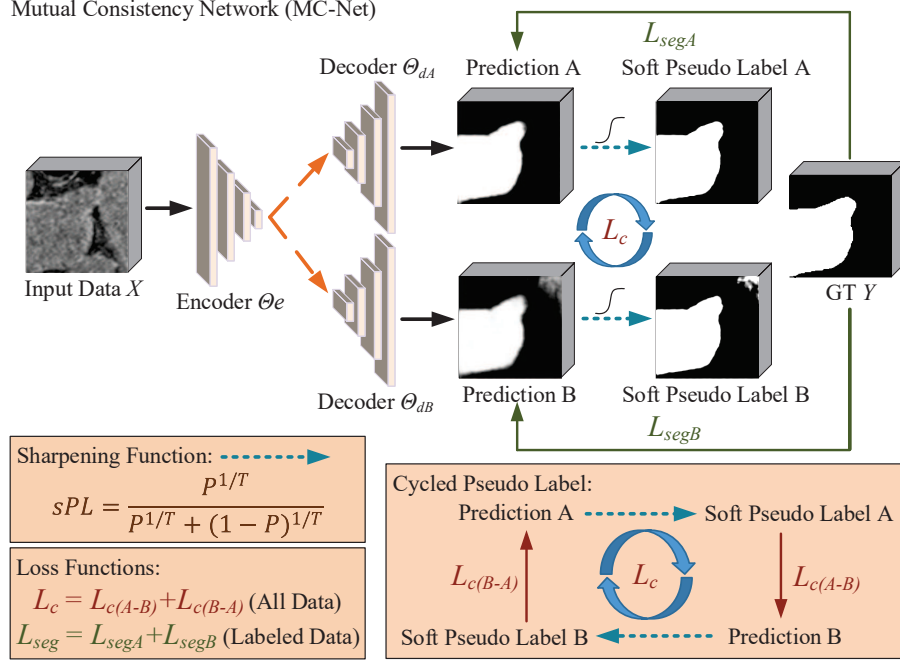 Mutual Consistency Network (MC-Net)
L_segA
Decoder Θ_dA
Prediction A
Soft Pseudo Label A
L_c
Input Data X
Encoder Θe
GT Y
Decoder Θ_dB
Prediction B
Soft Pseudo Label B
L_segB
Sharpening Function:
sPL = P^{1/T} / (P^{1/T} + (1 − P)^{1/T})
Loss Functions:
L_c = L_c(A-B)+L_c(B-A) (All Data)
L_seg = L_segA+L_segB (Labeled Data)
Cycled Pseudo Label:
Prediction A
Soft Pseudo Label A
L_c(B-A)
L_c
L_c(A-B)
Soft Pseudo Label B
Prediction B